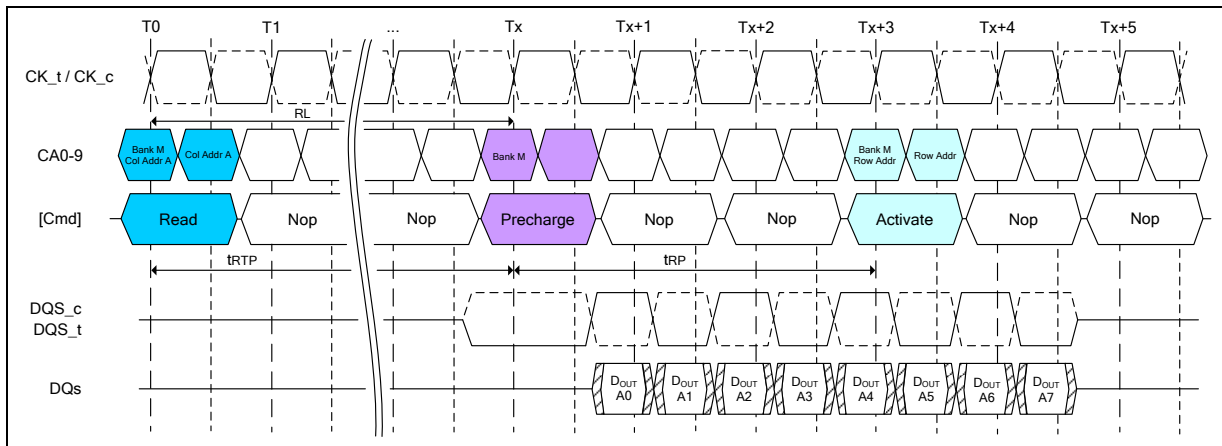 T0 T1 ... Tx Tx+1 Tx+2 Tx+3 Tx+4 Tx+5
CK_t / CK_c
RL
CA0-9
Bank M
Col Addr A
Col Addr A
Bank M
Bank M
Row Addr
Row Addr
[Cmd] Read Nop Nop Precharge Nop Nop Activate Nop Nop
tRTP tRP
DQS_c
DQS_t
DQs
DOUT
A0
DOUT
A1
DOUT
A2
DOUT
A3
DOUT
A4
DOUT
A5
DOUT
A6
DOUT
A7